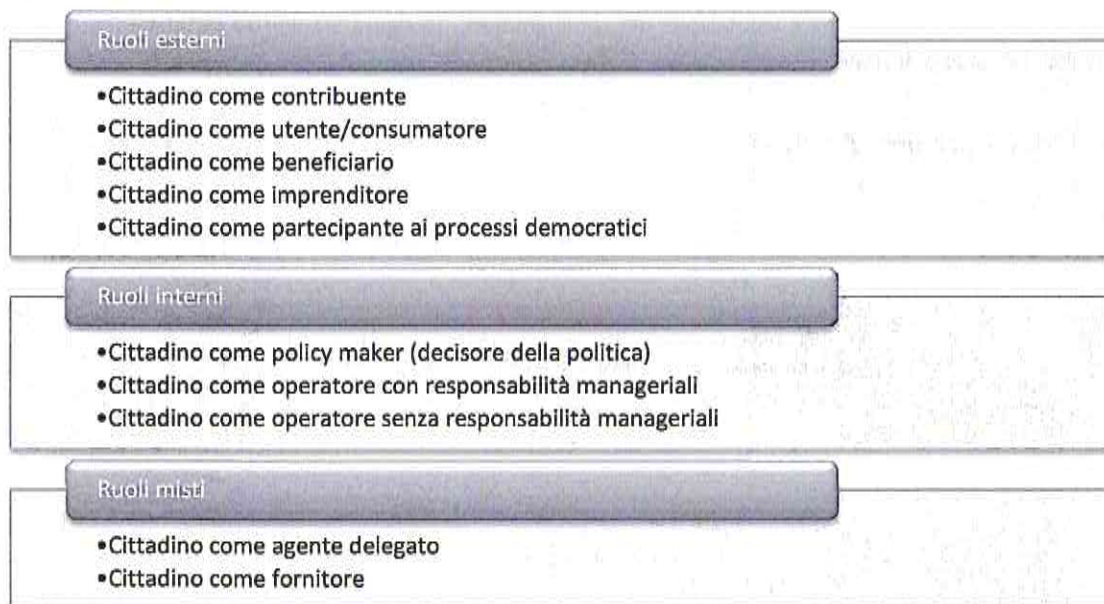 Ruoli esterni
•Cittadino come contribuente
•Cittadino come utente/consumatore
•Cittadino come beneficiario
•Cittadino come imprenditore
•Cittadino come partecipante ai processi democratici
Ruoli interni
•Cittadino come policy maker (decisore della politica)
•Cittadino come operatore con responsabilità manageriali
•Cittadino come operatore senza responsabilità manageriali
Ruoli misti
•Cittadino come agente delegato
•Cittadino come fornitore